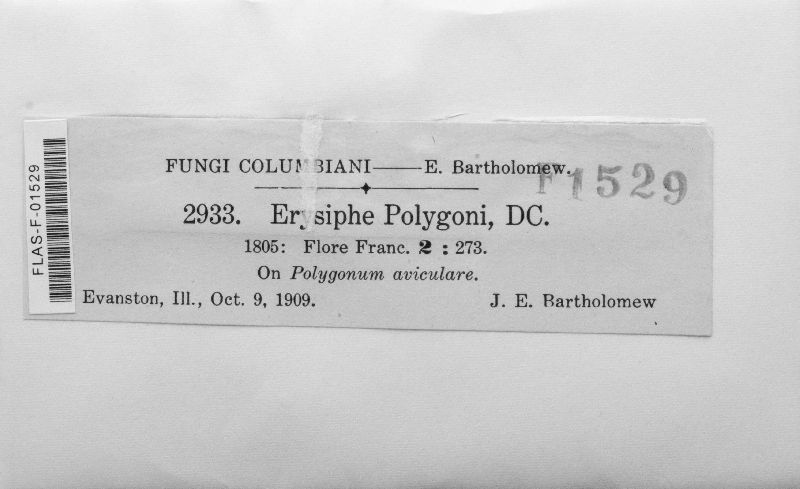 FUNGI COLUMBIANI——E. Bartholomew.
F1529
2933. Erysiphe Polygoni, DC.
1805: Flore Franc. 2 : 273.
On Polygonum aviculare.
Evanston, Ill., Oct. 9, 1909. J. E. Bartholomew
FLAS-F-01529